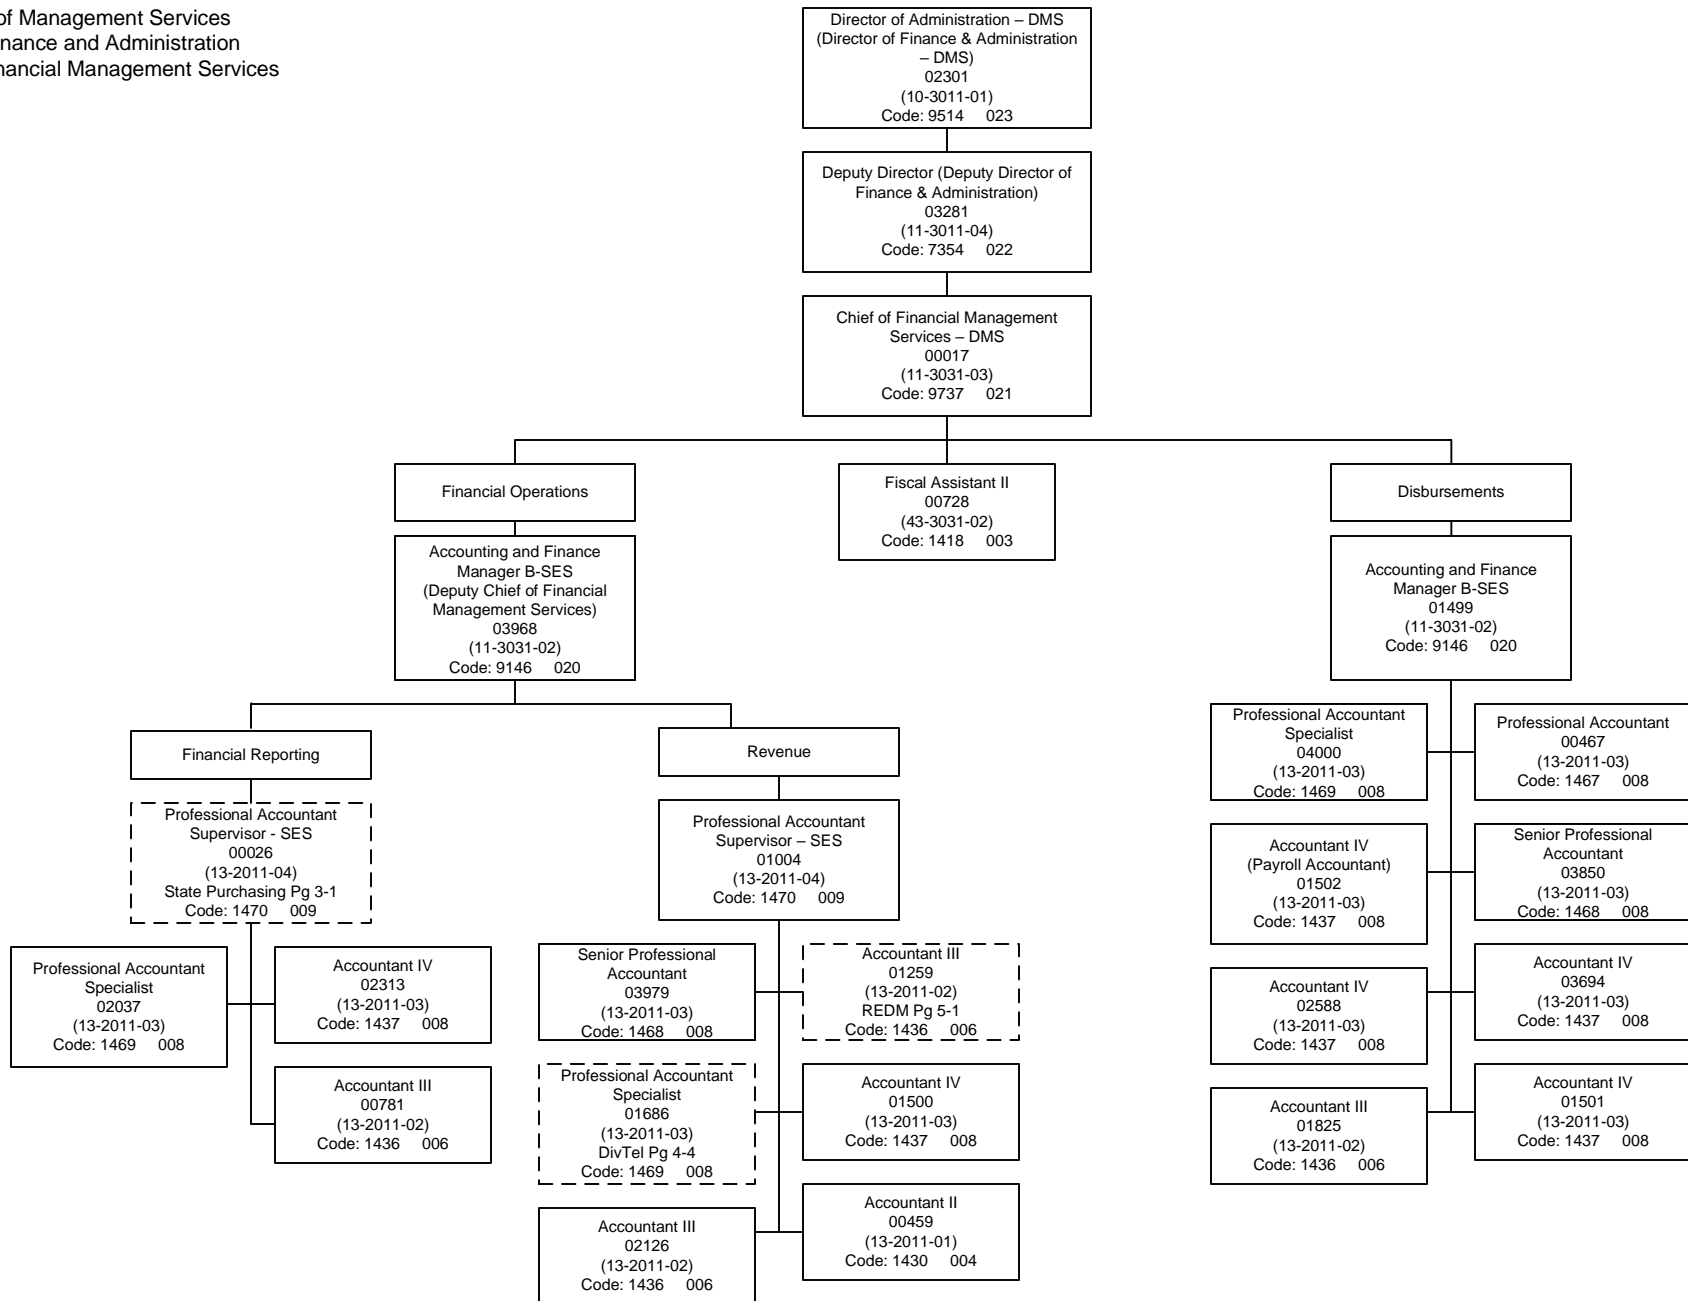 of Management Services
nance and Administration
nancial Management Services
Director of Administration – DMS
(Director of Finance & Administration
– DMS)
02301
(10-3011-01)
Code: 9514 023
Deputy Director (Deputy Director of
Finance & Administration)
03281
(11-3011-04)
Code: 7354 022
Chief of Financial Management
Services – DMS
00017
(11-3031-03)
Code: 9737 021
Financial Operations
Fiscal Assistant II
00728
(43-3031-02)
Code: 1418 003
Disbursements
Accounting and Finance
Manager B-SES
(Deputy Chief of Financial
Management Services)
03968
(11-3031-02)
Code: 9146 020
Accounting and Finance
Manager B-SES
01499
(11-3031-02)
Code: 9146 020
Financial Reporting
Revenue
Professional Accountant
Supervisor - SES
00026
(13-2011-04)
State Purchasing Pg 3-1
Code: 1470 009
Professional Accountant
Supervisor – SES
01004
(13-2011-04)
Code: 1470 009
Professional Accountant
Specialist
04000
(13-2011-03)
Code: 1469 008
Professional Accountant
00467
(13-2011-03)
Code: 1467 008
Accountant IV
(Payroll Accountant)
01502
(13-2011-03)
Code: 1437 008
Senior Professional
Accountant
03850
(13-2011-03)
Code: 1468 008
Professional Accountant
Specialist
02037
(13-2011-03)
Code: 1469 008
Accountant IV
02313
(13-2011-03)
Code: 1437 008
Senior Professional
Accountant
03979
(13-2011-03)
Code: 1468 008
Accountant III
01259
(13-2011-02)
REDM Pg 5-1
Code: 1436 006
Accountant IV
02588
(13-2011-03)
Code: 1437 008
Accountant IV
03694
(13-2011-03)
Code: 1437 008
Accountant III
00781
(13-2011-02)
Code: 1436 006
Professional Accountant
Specialist
01686
(13-2011-03)
DivTel Pg 4-4
Code: 1469 008
Accountant IV
01500
(13-2011-03)
Code: 1437 008
Accountant III
01825
(13-2011-02)
Code: 1436 006
Accountant IV
01501
(13-2011-03)
Code: 1437 008
Accountant III
02126
(13-2011-02)
Code: 1436 006
Accountant II
00459
(13-2011-01)
Code: 1430 004